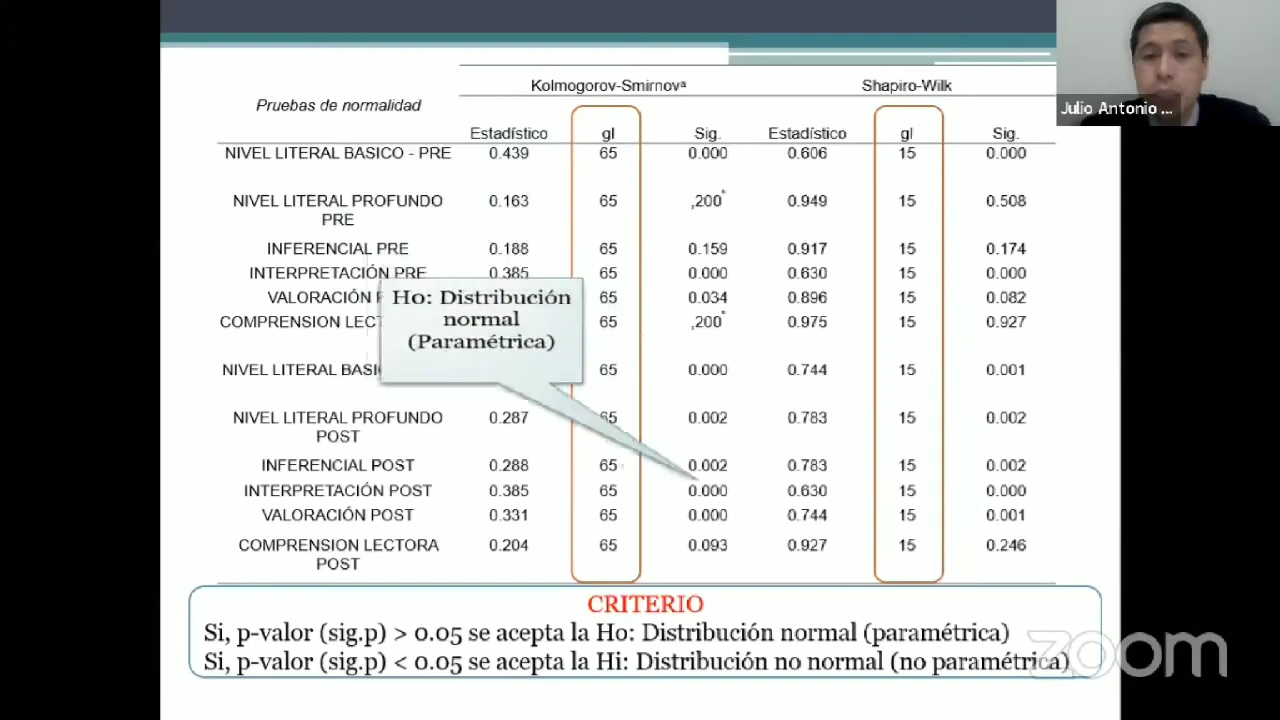 Kolmogorov-Smirnovᵃ Shapiro-Wilk
Pruebas de normalidad
Estadístico gl Sig. Estadístico gl Sig.
NIVEL LITERAL BASICO - PRE 0.439 65 0.000 0.606 15 0.000
NIVEL LITERAL PROFUNDO 0.163 65 ,200* 0.949 15 0.508
PRE
INFERENCIAL PRE 0.188 65 0.159 0.917 15 0.174
INTERPRETACIÓN PRE 0.385 65 0.000 0.630 15 0.000
VALORACIÓN 65 0.034 0.896 15 0.082
COMPRENSION 65 ,200* 0.975 15 0.927
NIVEL LITERAL 65 0.000 0.744 15 0.001
NIVEL LITERAL PROFUNDO 0.287 65 0.002 0.783 15 0.002
POST
INFERENCIAL POST 0.288 65 0.002 0.783 15 0.002
INTERPRETACIÓN POST 0.385 65 0.000 0.630 15 0.000
VALORACIÓN POST 0.331 65 0.000 0.744 15 0.001
COMPRENSION LECTORA 0.204 65 0.093 0.927 15 0.246
POST
Ho: Distribución
normal
(Paramétrica)
CRITERIO
Si, p-valor (sig.p) > 0.05 se acepta la Ho: Distribución normal (paramétrica)
Si, p-valor (sig.p) < 0.05 se acepta la Hi: Distribución no normal (no paramétrica)
Julio Antonio ...
zoom